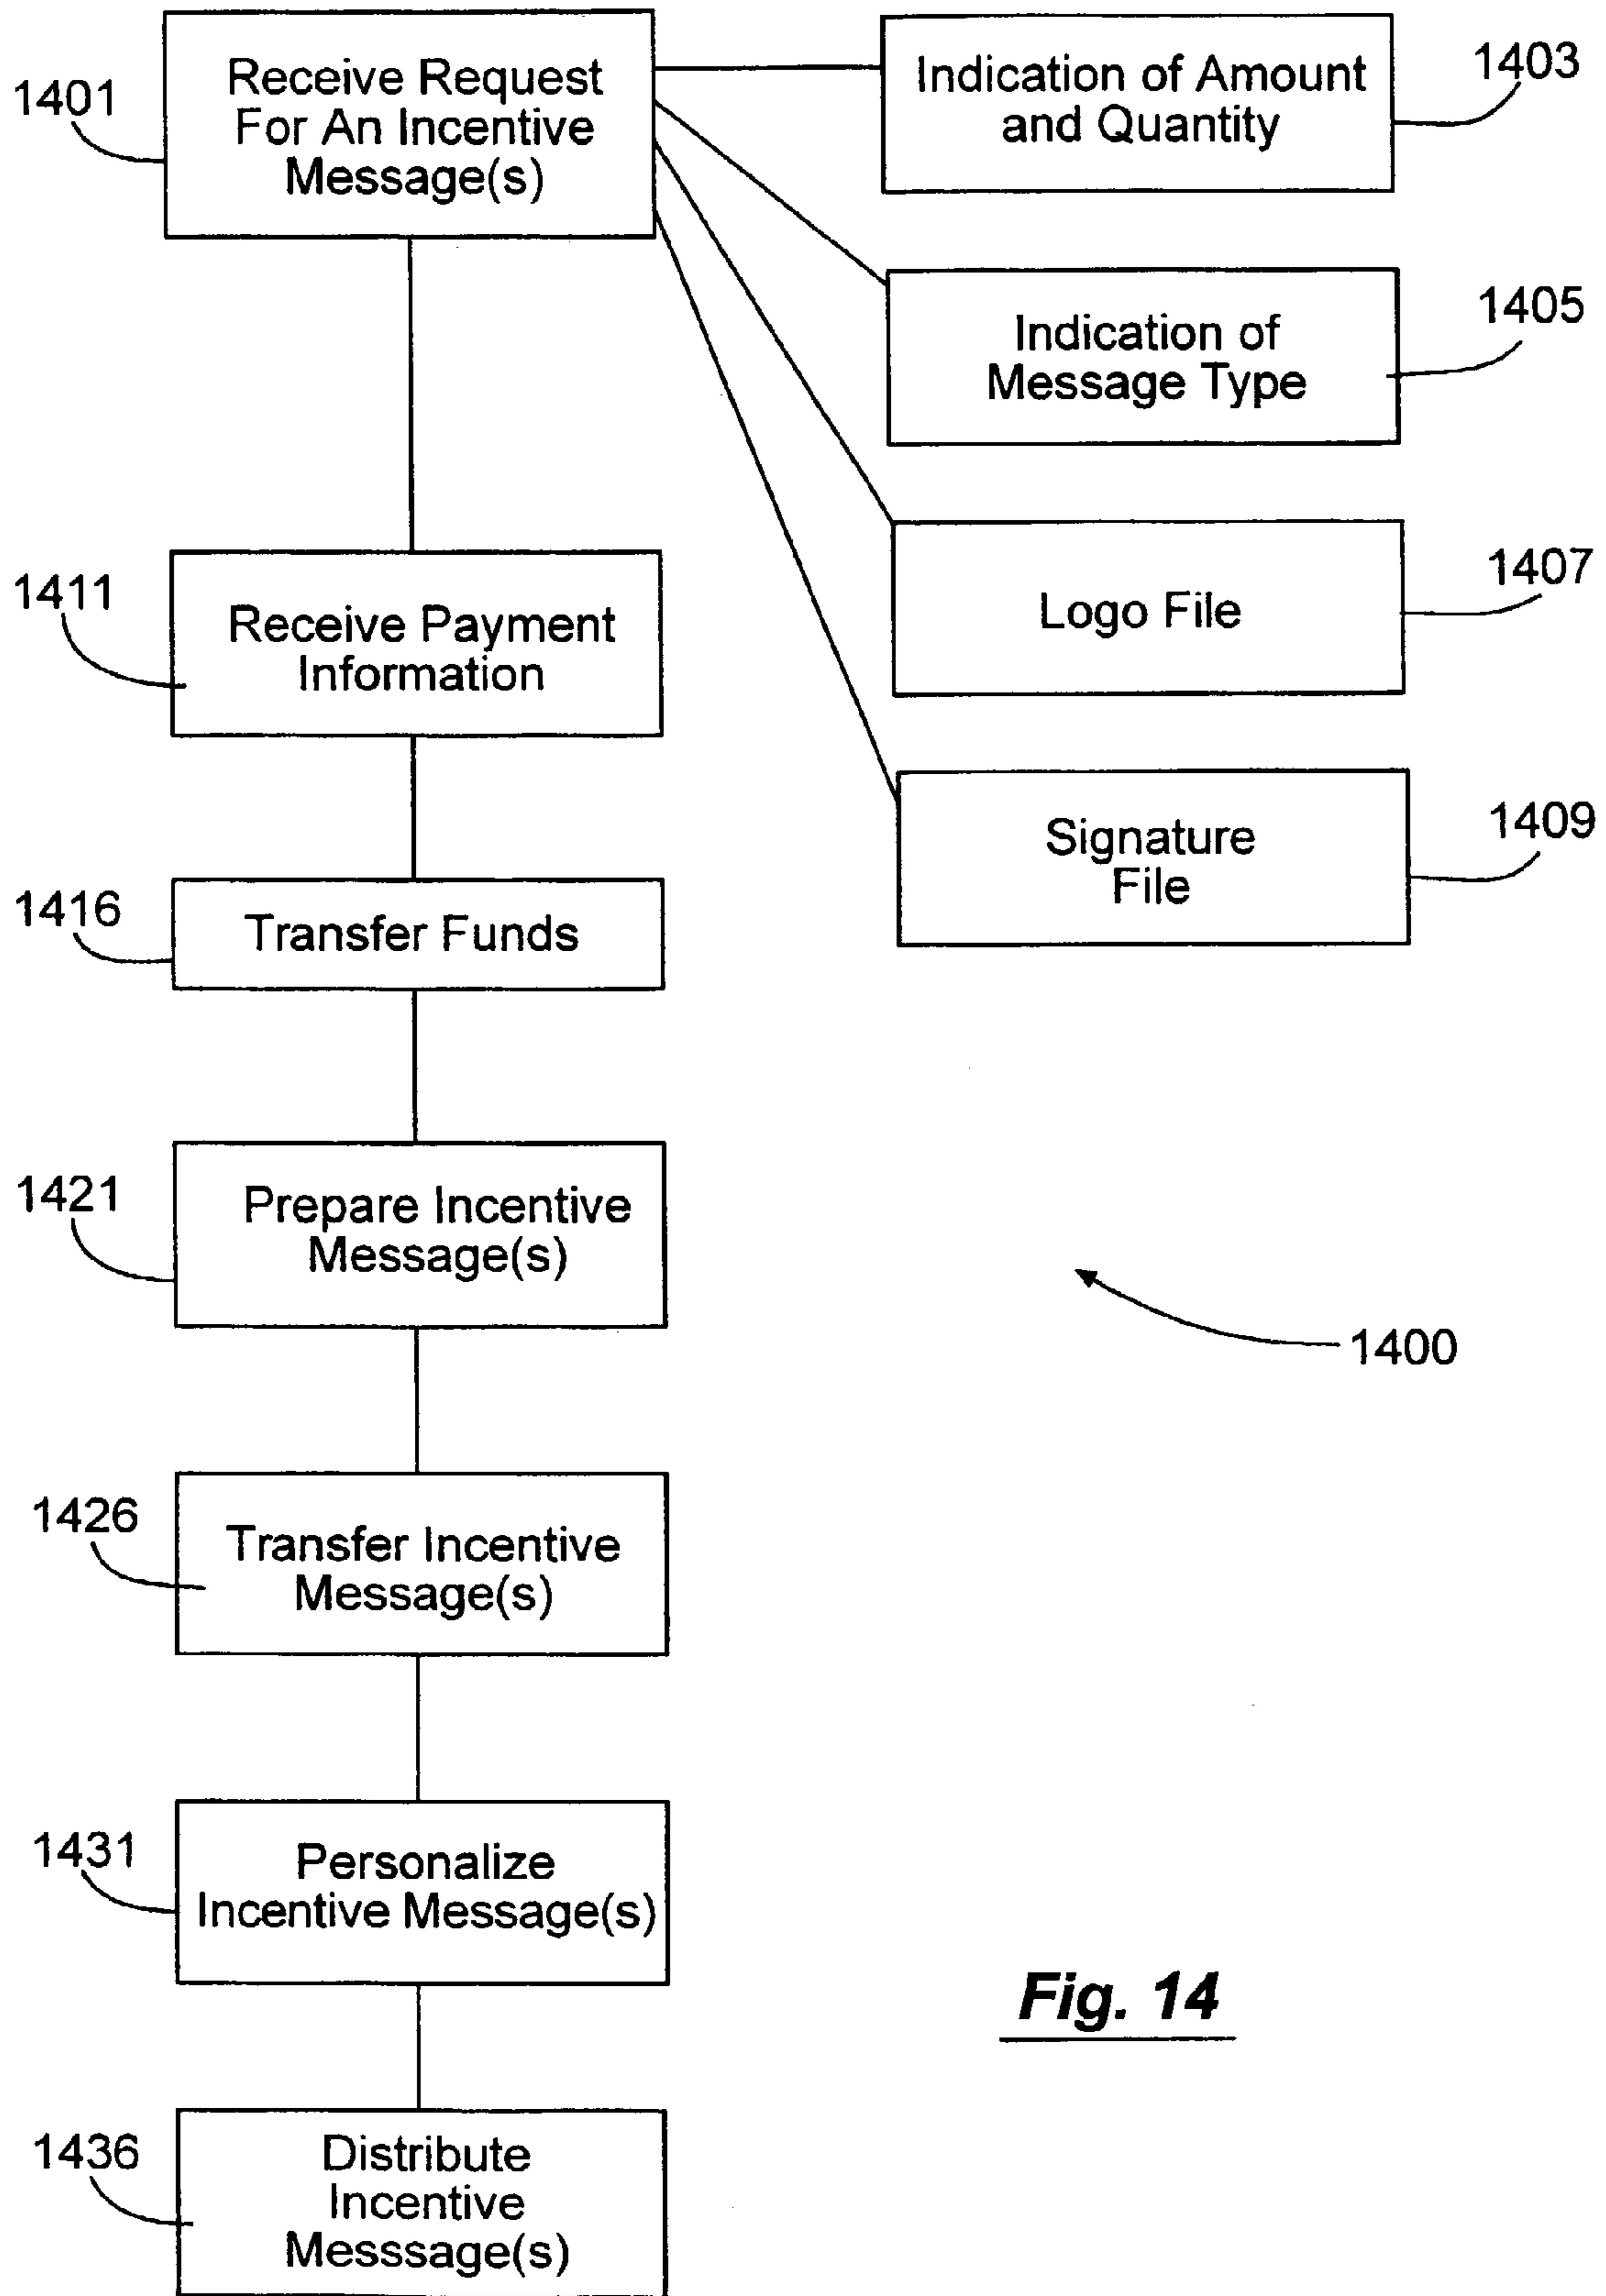 1401
Receive Request
For An Incentive
Message(s)
Indication of Amount
and Quantity
1403
Indication of
Message Type
1405
Logo File
1407
Signature
File
1409
1411
Receive Payment
Information
1416
Transfer Funds
1421
Prepare Incentive
Message(s)
1400
1426
Transfer Incentive
Message(s)
1431
Personalize
Incentive Message(s)
Fig. 14
1436
Distribute
Incentive
Messsage(s)